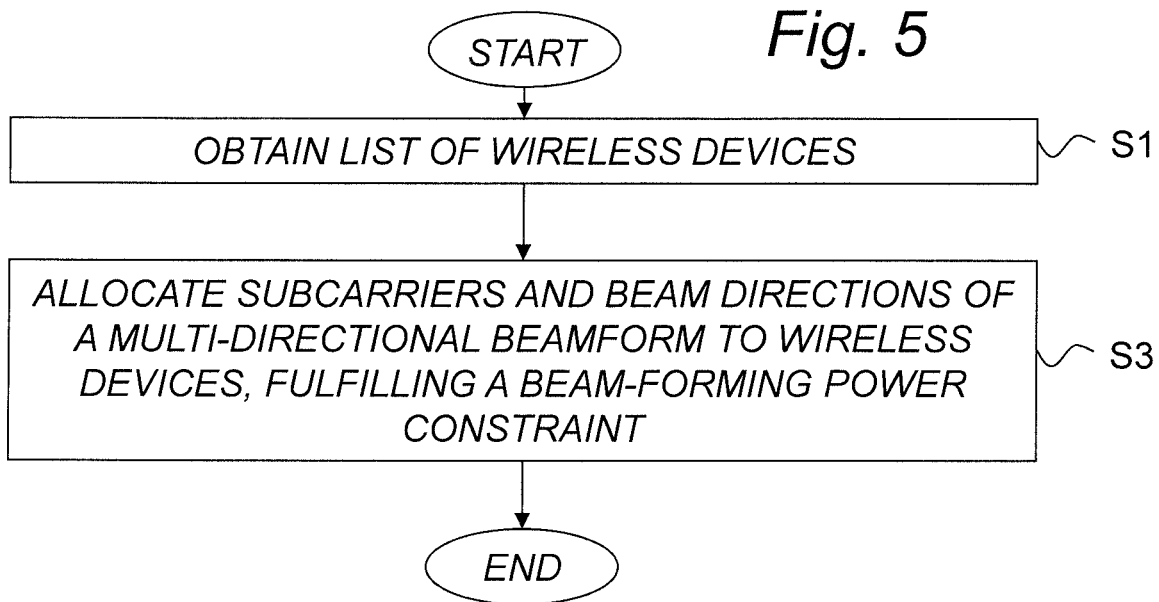 Fig. 5
START
OBTAIN LIST OF WIRELESS DEVICES
S1
ALLOCATE SUBCARRIERS AND BEAM DIRECTIONS OF
A MULTI-DIRECTIONAL BEAMFORM TO WIRELESS
DEVICES, FULFILLING A BEAM-FORMING POWER
CONSTRAINT
S3
END